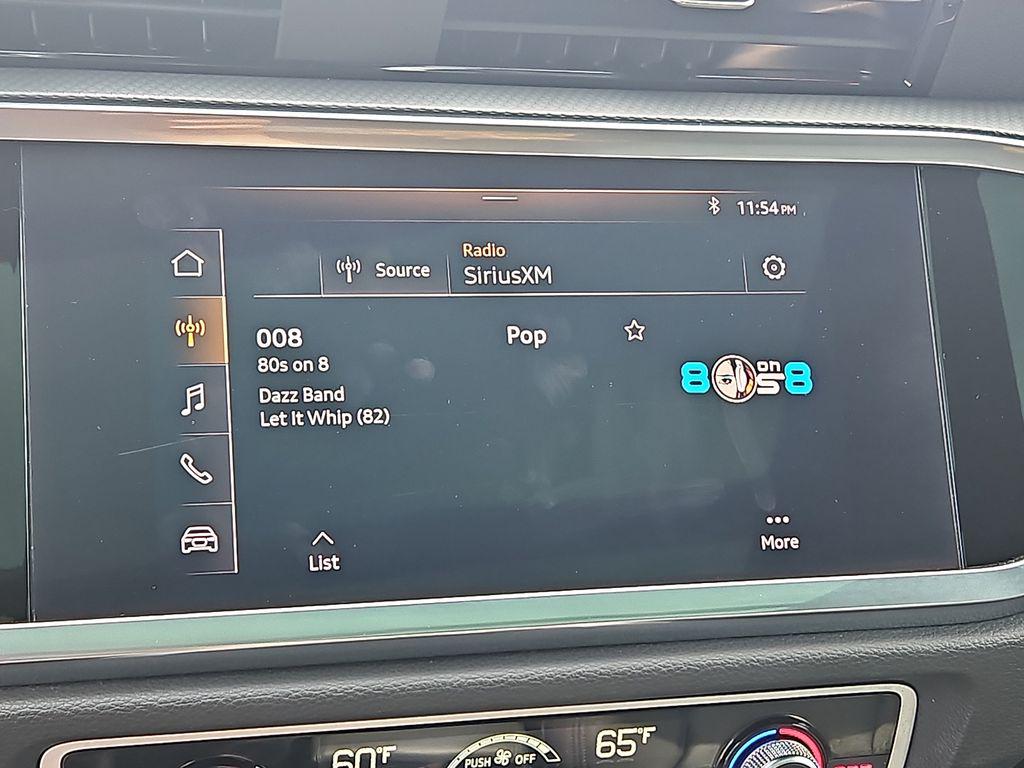 11:54 PM
Radio
Source
SiriusXM
008
Pop
80s on 8
Dazz Band
Let It Whip (82)
80s on 8
List
More
60°F
PUSH OFF
65°F